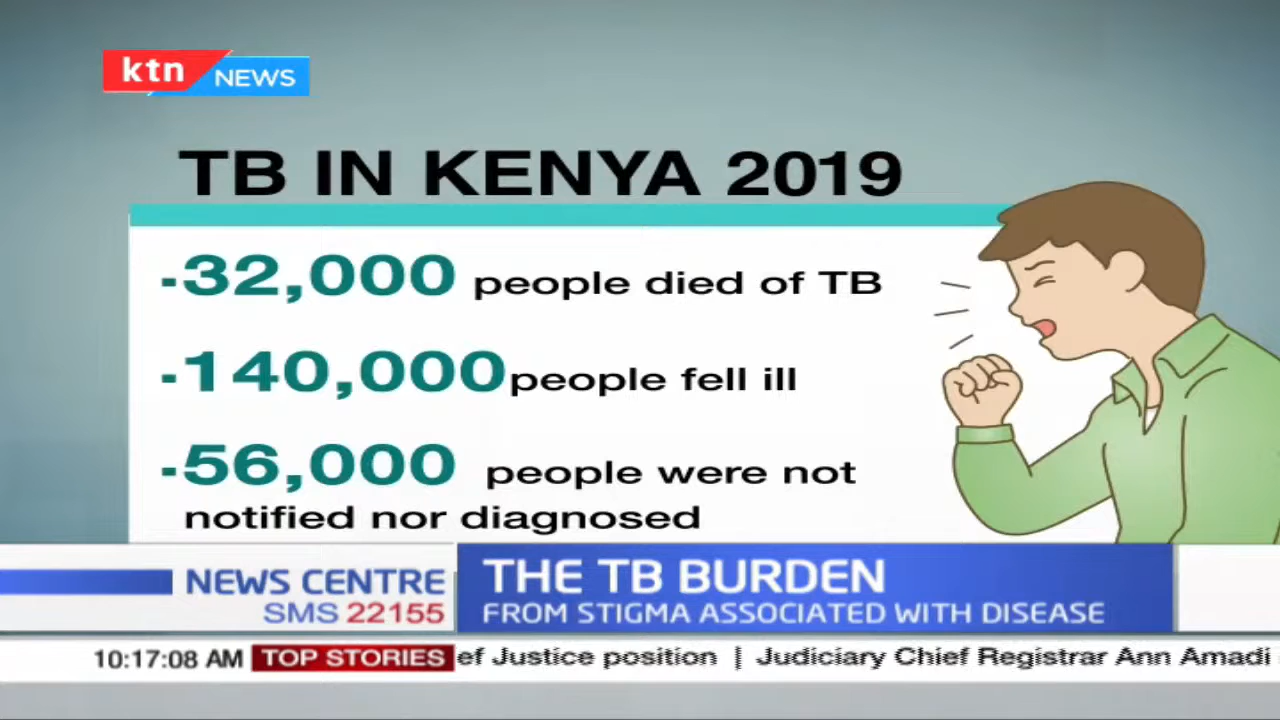 ktn NEWS
TB IN KENYA 2019
-32,000 people died of TB
-140,000 people fell ill
-56,000 people were not
notified nor diagnosed
NEWS CENTRE
SMS 22155
THE TB BURDEN
FROM STIGMA ASSOCIATED WITH DISEASE
10:17:08 AM TOP STORIES ef Justice position | Judiciary Chief Registrar Ann Amadi